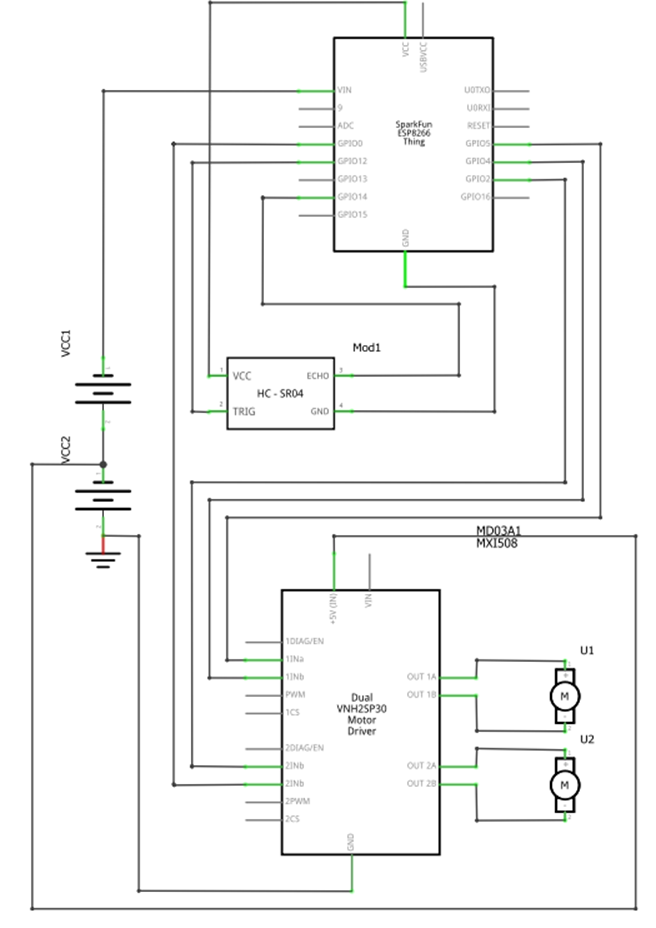 VCC
USBVCC
VIN
9
ADC
GPIO0
GPIO12
GPIO13
GPIO14
GPIO15
SparkFun
ESP8266
Thing
U0TXO
U0RXI
RESET
GPIO5
GPIO4
GPIO2
GPIO16
GND
VCC1
VCC2
Mod1
1
VCC
2
TRIG
HC - SR04
ECHO
3
GND
4
MD03A1
MXI508
+5V (IN)
VIN
1DIAG/EN
1INa
1INb
PWM
1CS
2DIAG/EN
2INb
2INb
2PWM
2CS
Dual
VNH2SP30
Motor
Driver
OUT 1A
OUT 1B
OUT 2A
OUT 2B
GND
U1
M
U2
M